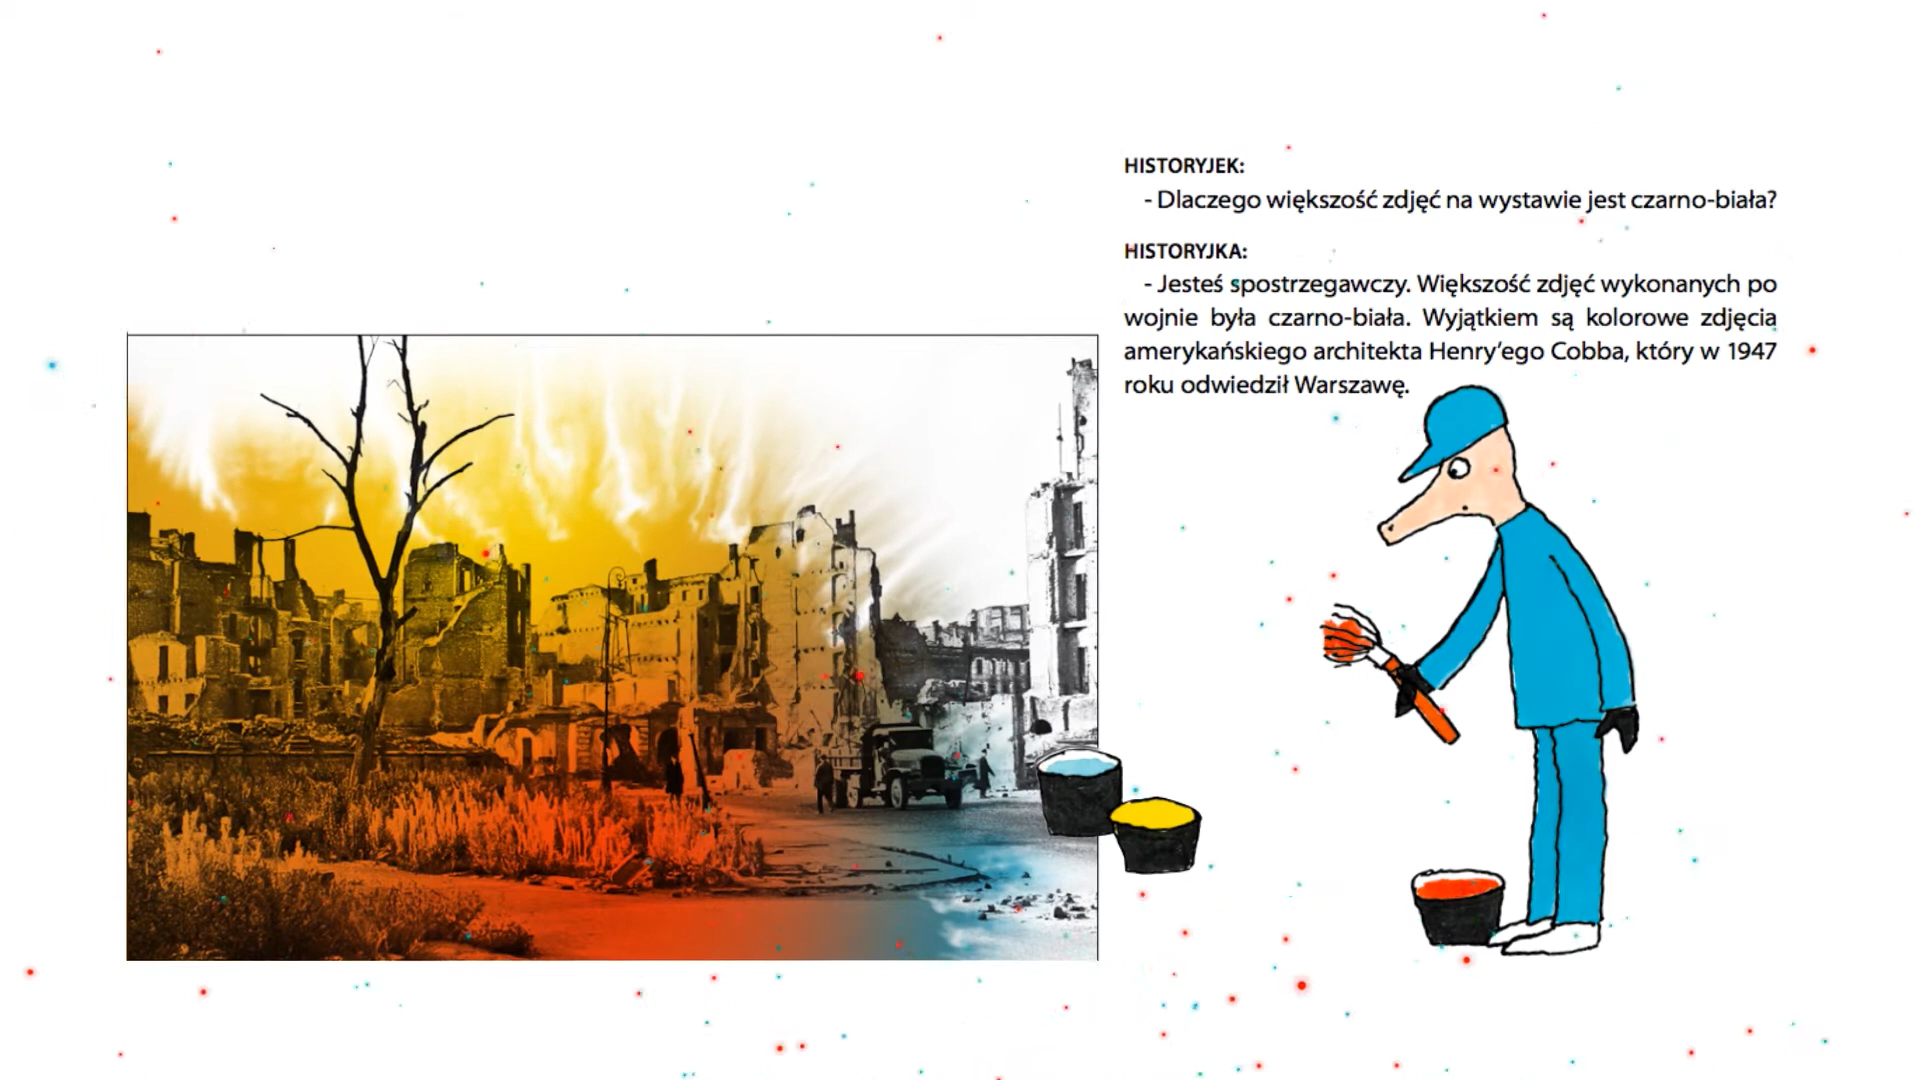 HISTORYJEK:
- Dlaczego większość zdjęć na wystawie jest czarno-biała?
HISTORYJKA:
- Jesteś spostrzegawczy. Większość zdjęć wykonanych po
wojnie była czarno-biała. Wyjątkiem są kolorowe zdjęcia
amerykańskiego architekta Henry'ego Cobba, który w 1947
roku odwiedził Warszawę.